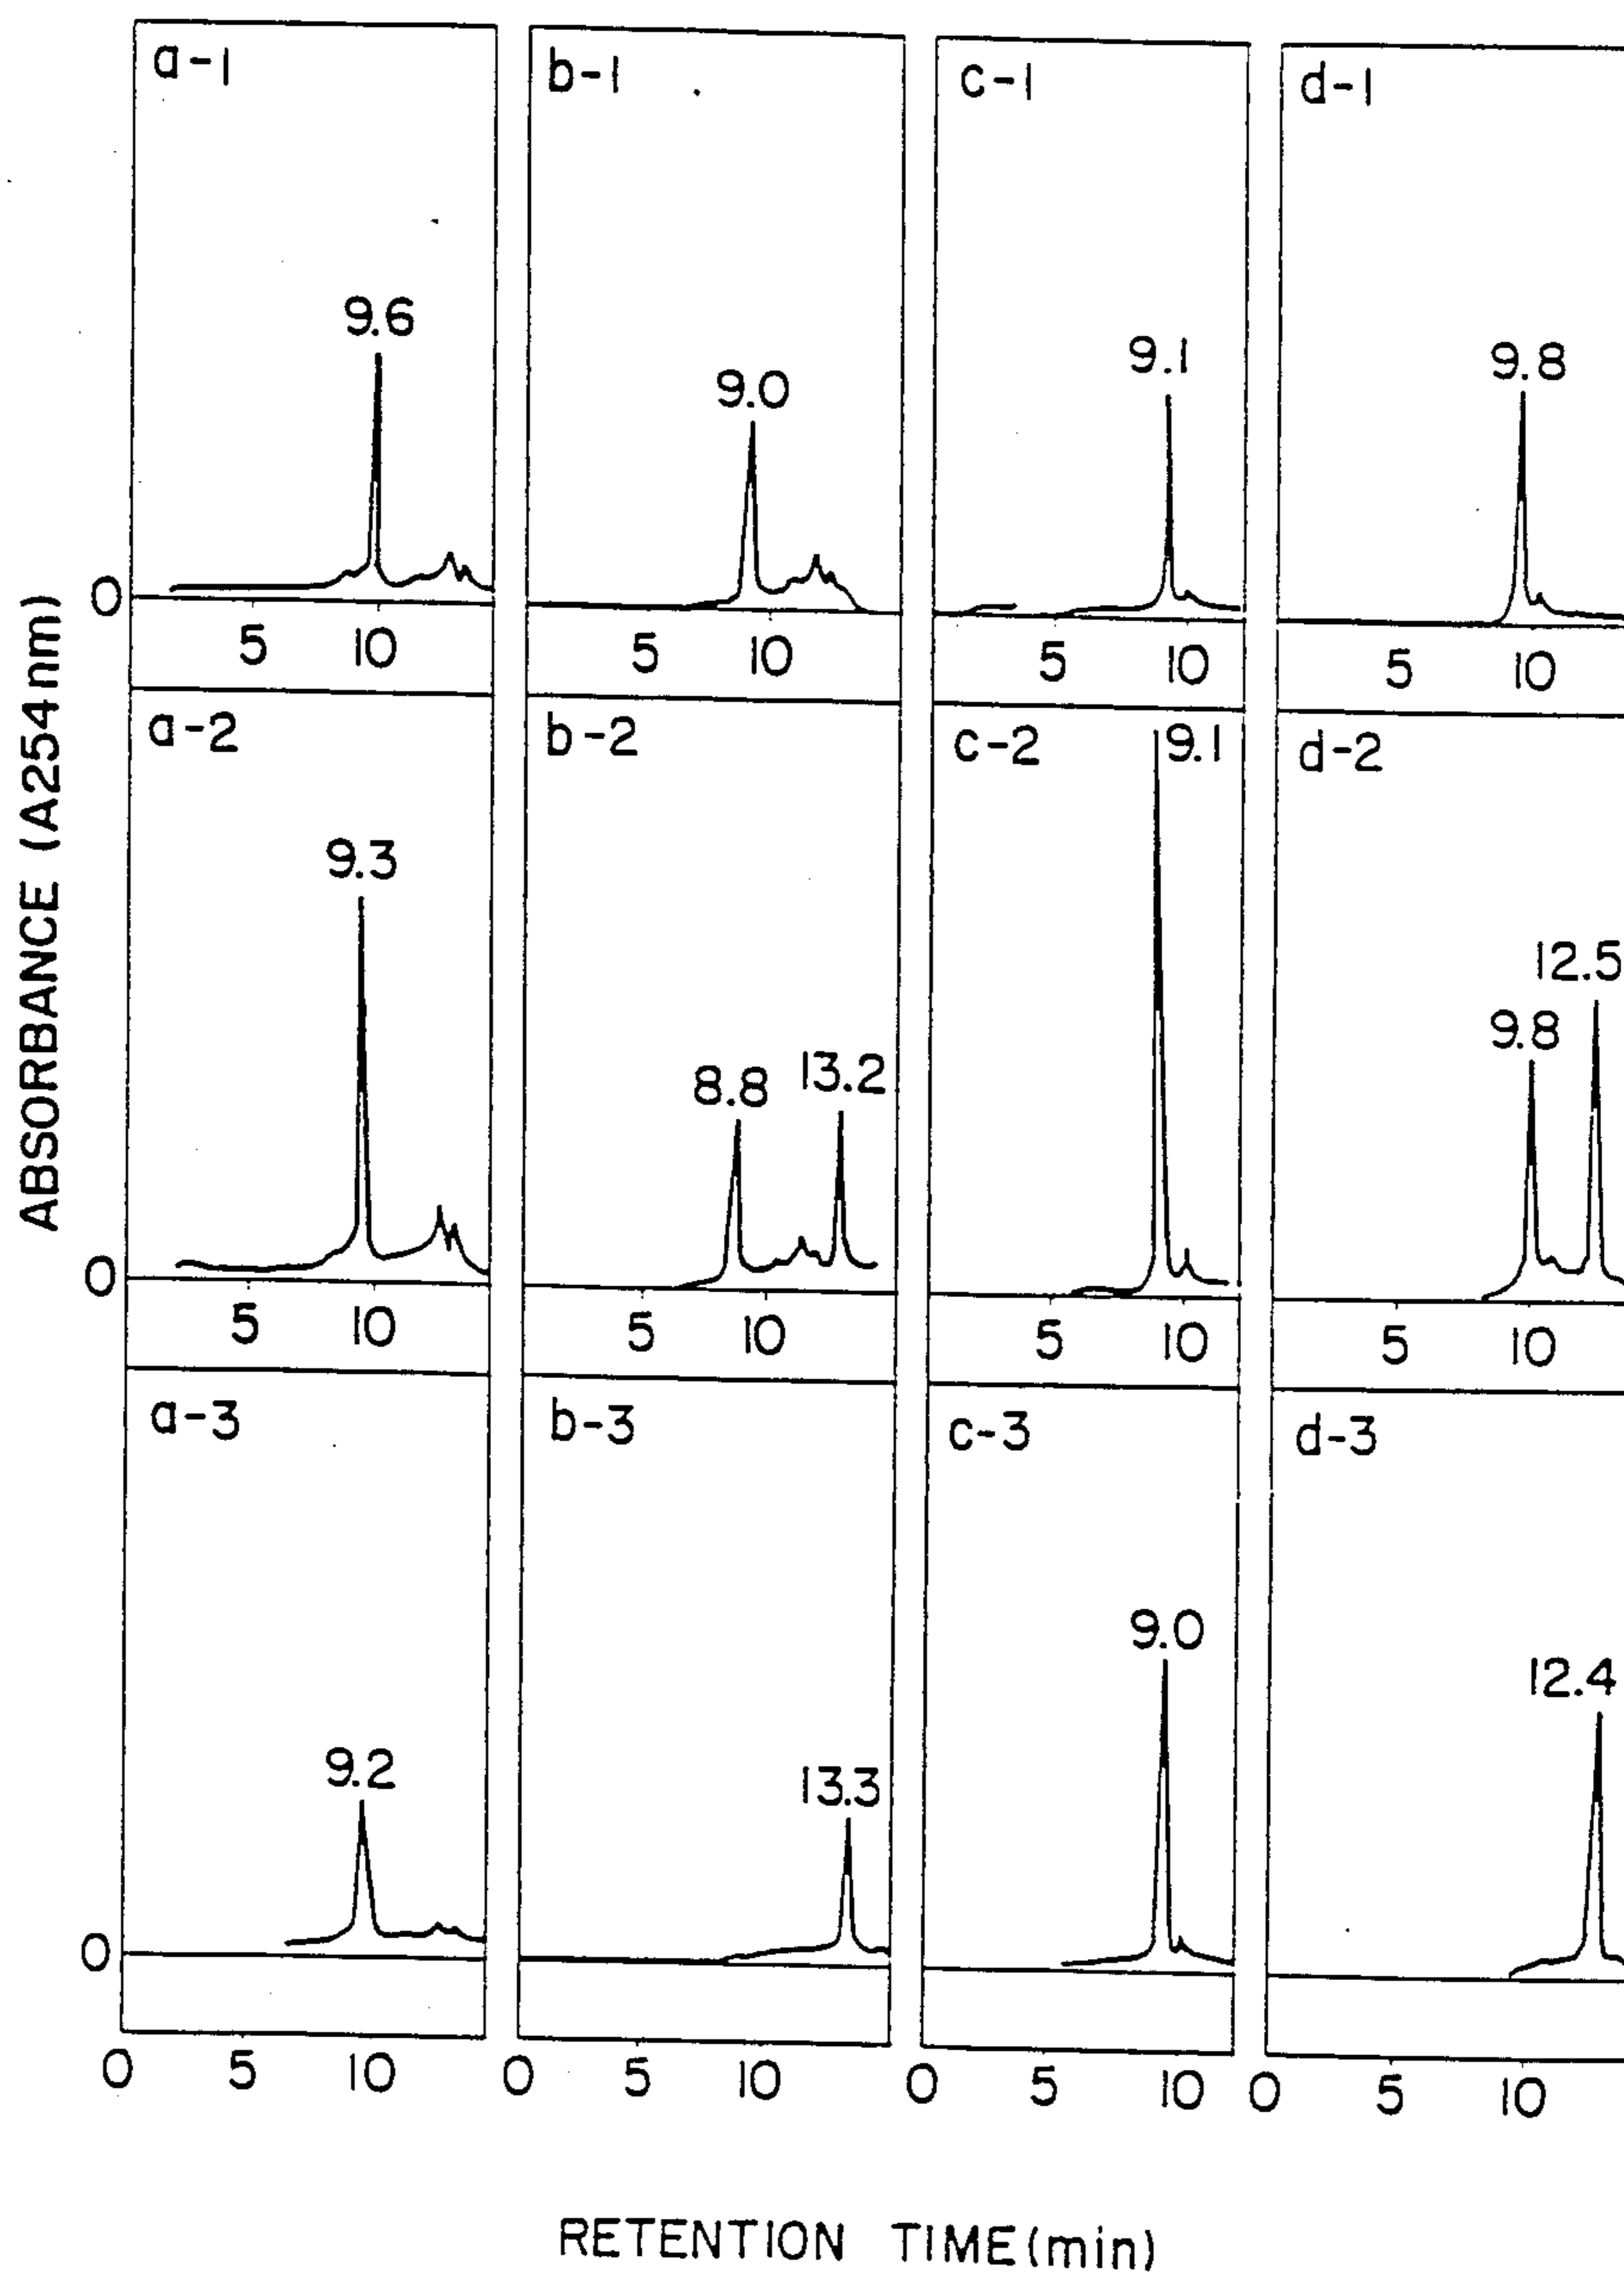 ABSORBANCE (A254nm)
a-1 b-1 c-1 d-1
9.6 9.0 9.1 9.8
0
5 10 5 10 5 10 5 10
a-2 b-2 c-2 9.1 d-2
9.3 8.8 13.2 9.8 12.5
0
5 10 5 10 5 10 5 10
a-3 b-3 c-3 d-3
9.2 13.3 9.0 12.4
0
0 5 10 0 5 10 0 5 10 0 5 10
RETENTION TIME(min)